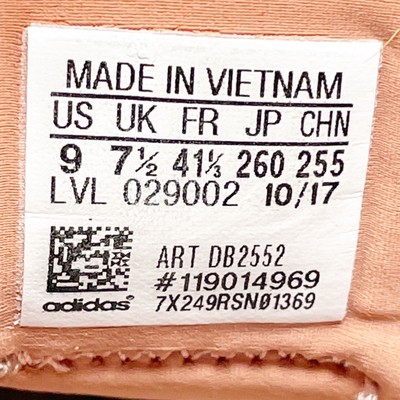 MADE IN VIETNAM
US UK FR JP CHN
9 7½ 41⅓ 260 255
LVL 029002 10/17
ART DB2552
#119014969
adidas 7X249RSN01369